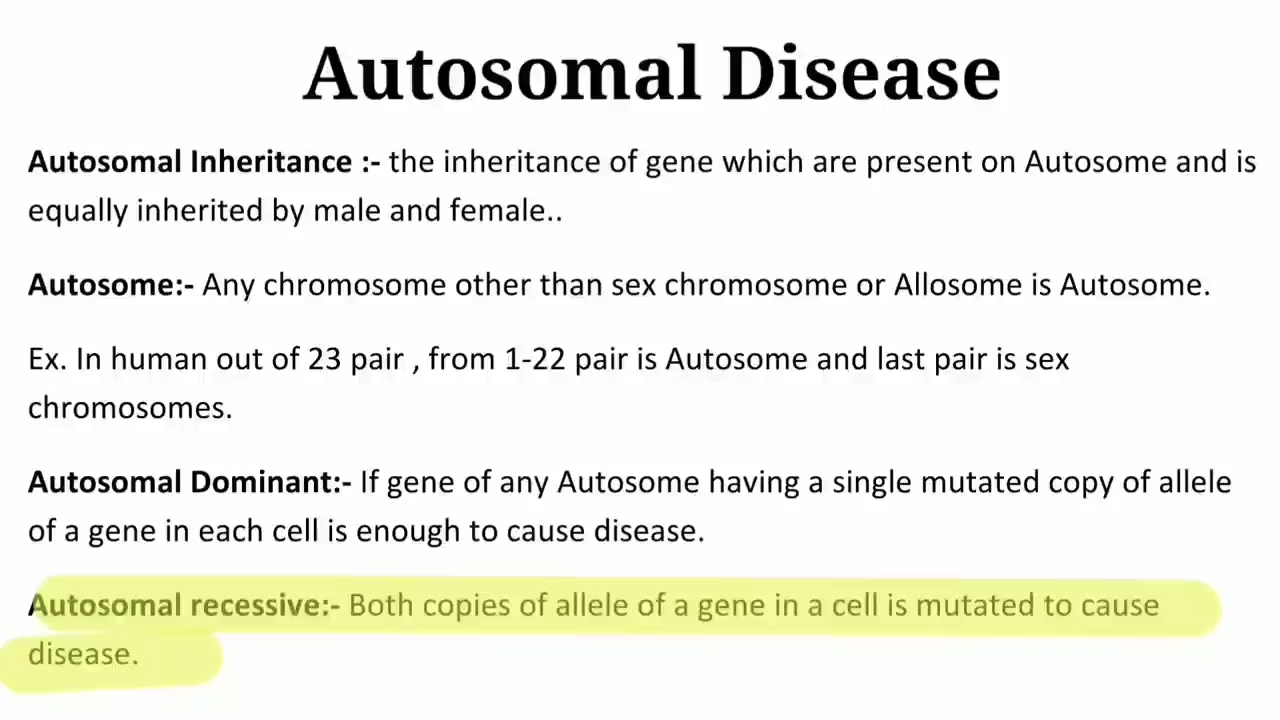 Autosomal Disease
Autosomal Inheritance :- the inheritance of gene which are present on Autosome and is
equally inherited by male and female..
Autosome:- Any chromosome other than sex chromosome or Allosome is Autosome.
Ex. In human out of 23 pair , from 1-22 pair is Autosome and last pair is sex
chromosomes.
Autosomal Dominant:- If gene of any Autosome having a single mutated copy of allele
of a gene in each cell is enough to cause disease.
Autosomal recessive:- Both copies of allele of a gene in a cell is mutated to cause
disease.